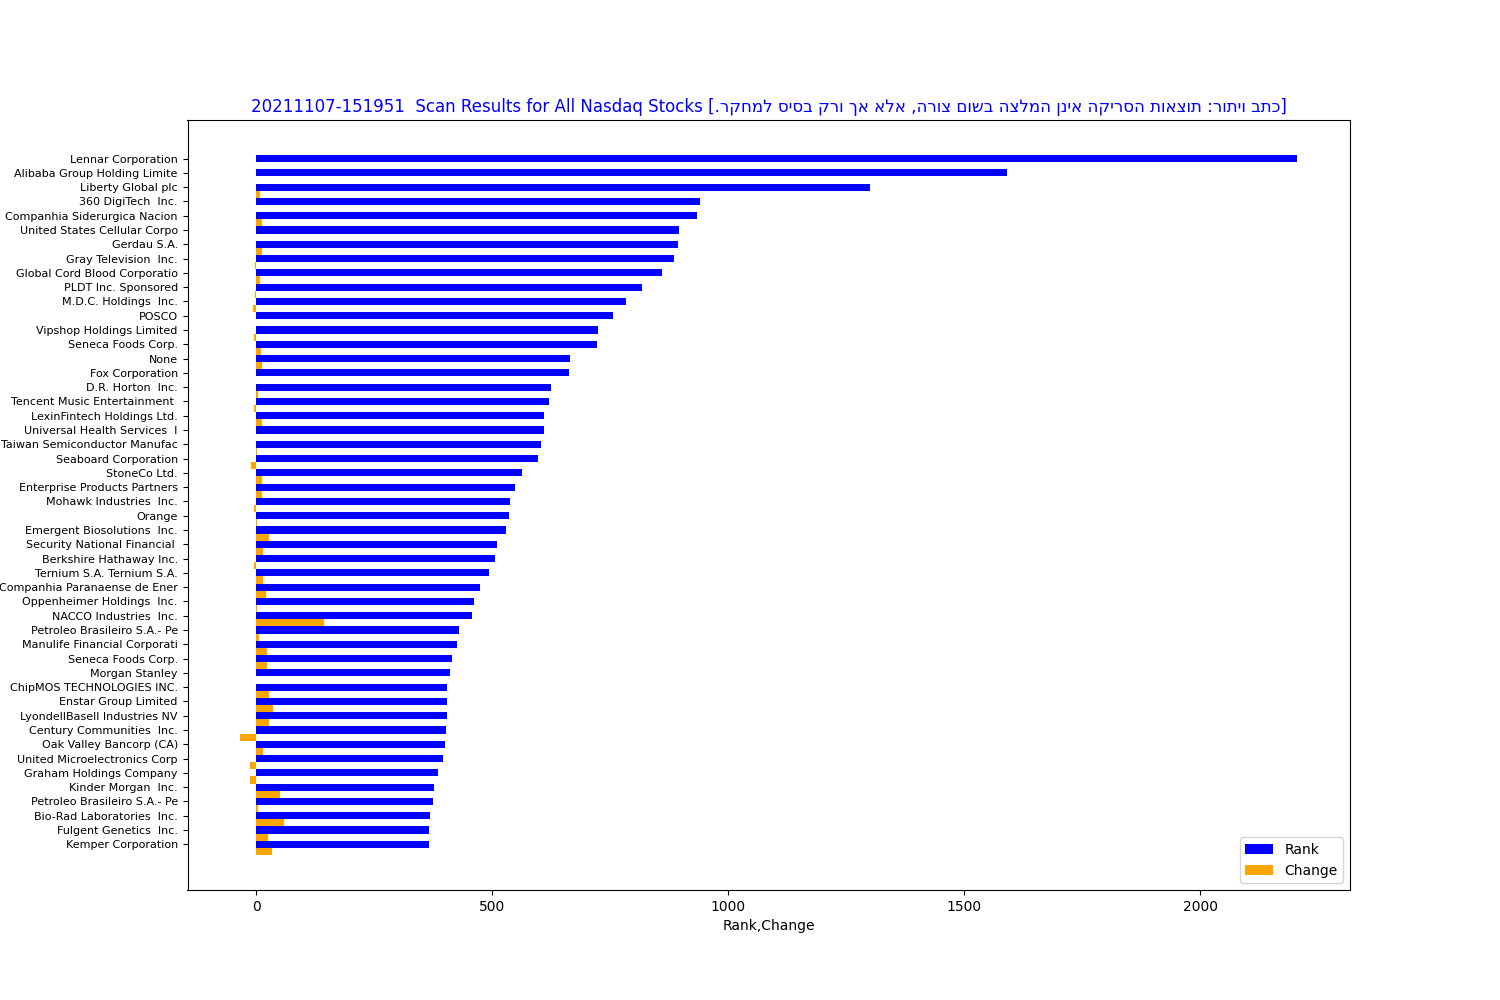 20211107-151951  Scan Results for All Nasdaq Stocks [כתב ויתור: תוצאות הסריקה אינן המלצה בשום צורה, אלא אך ורק בסיס למחקר.]
Lennar Corporation
Alibaba Group Holding Limite
Liberty Global plc
360 DigiTech  Inc.
Companhia Siderurgica Nacion
United States Cellular Corpo
Gerdau S.A.
Gray Television  Inc.
Global Cord Blood Corporatio
PLDT Inc. Sponsored
M.D.C. Holdings  Inc.
POSCO
Vipshop Holdings Limited
Seneca Foods Corp.
None
Fox Corporation
D.R. Horton  Inc.
Tencent Music Entertainment
LexinFintech Holdings Ltd.
Universal Health Services  I
Taiwan Semiconductor Manufac
Seaboard Corporation
StoneCo Ltd.
Enterprise Products Partners
Mohawk Industries  Inc.
Orange
Emergent Biosolutions  Inc.
Security National Financial
Berkshire Hathaway Inc.
Ternium S.A. Ternium S.A.
Companhia Paranaense de Ener
Oppenheimer Holdings  Inc.
NACCO Industries  Inc.
Petroleo Brasileiro S.A.- Pe
Manulife Financial Corporati
Seneca Foods Corp.
Morgan Stanley
ChipMOS TECHNOLOGIES INC.
Enstar Group Limited
LyondellBasell Industries NV
Century Communities  Inc.
Oak Valley Bancorp (CA)
United Microelectronics Corp
Graham Holdings Company
Kinder Morgan  Inc.
Petroleo Brasileiro S.A.- Pe
Bio-Rad Laboratories  Inc.
Fulgent Genetics  Inc.
Kemper Corporation
Rank
Change
0 500 1000 1500 2000
Rank,Change